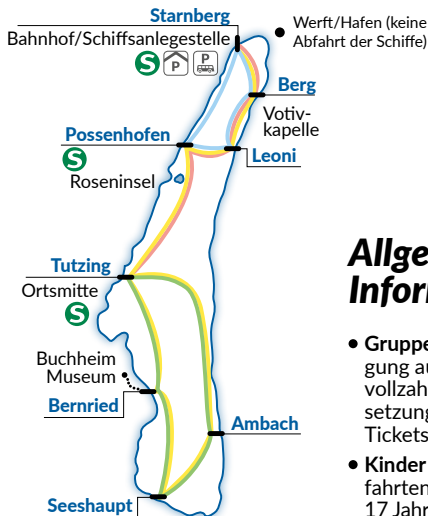 Starnberg
Bahnhof/Schiffsanlegestelle
S P P
Werft/Hafen (keine
Abfahrt der Schiffe)
Berg
Votiv-
kapelle
Possenhofen
S
Leoni
Roseninsel
Tutzing
Ortsmitte
S
Buchheim
Museum
Bernried
Ambach
Seeshaupt
Allge
Infor
• Gruppe
gung au
vollzah
setzung
Tickets
• Kinder
fahrten
17 Jahr